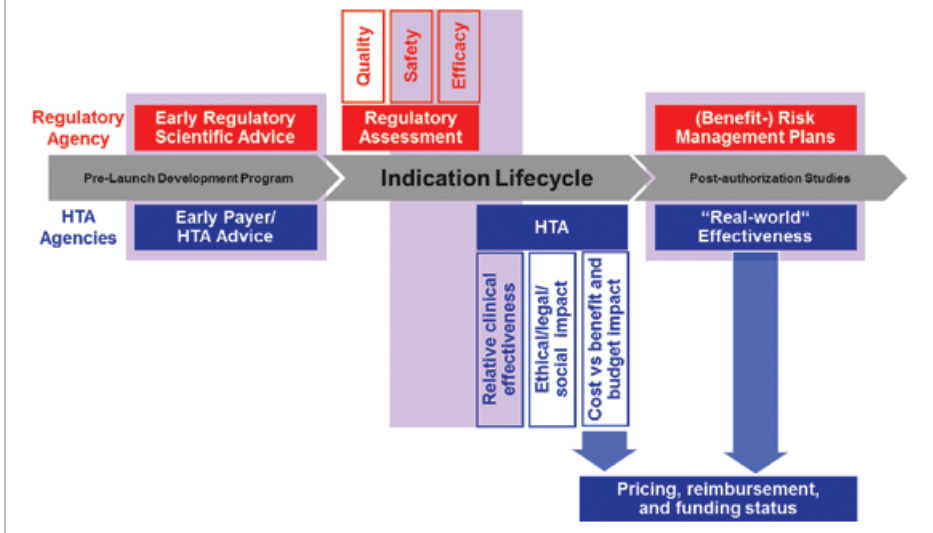 Quality
Safety
Efficacy
Regulatory
Agency
Early Regulatory
Scientific Advice
Regulatory
Assessment
(Benefit-) Risk
Management Plans
Pre-Launch Development Program
Indication Lifecycle
Post-authorization Studies
HTA
Agencies
Early Payer/
HTA Advice
HTA
“Real-world“
Effectiveness
Relative clinical
effectiveness
Ethical/legal/
social impact
Cost vs benefit and
budget impact
Pricing, reimbursement,
and funding status